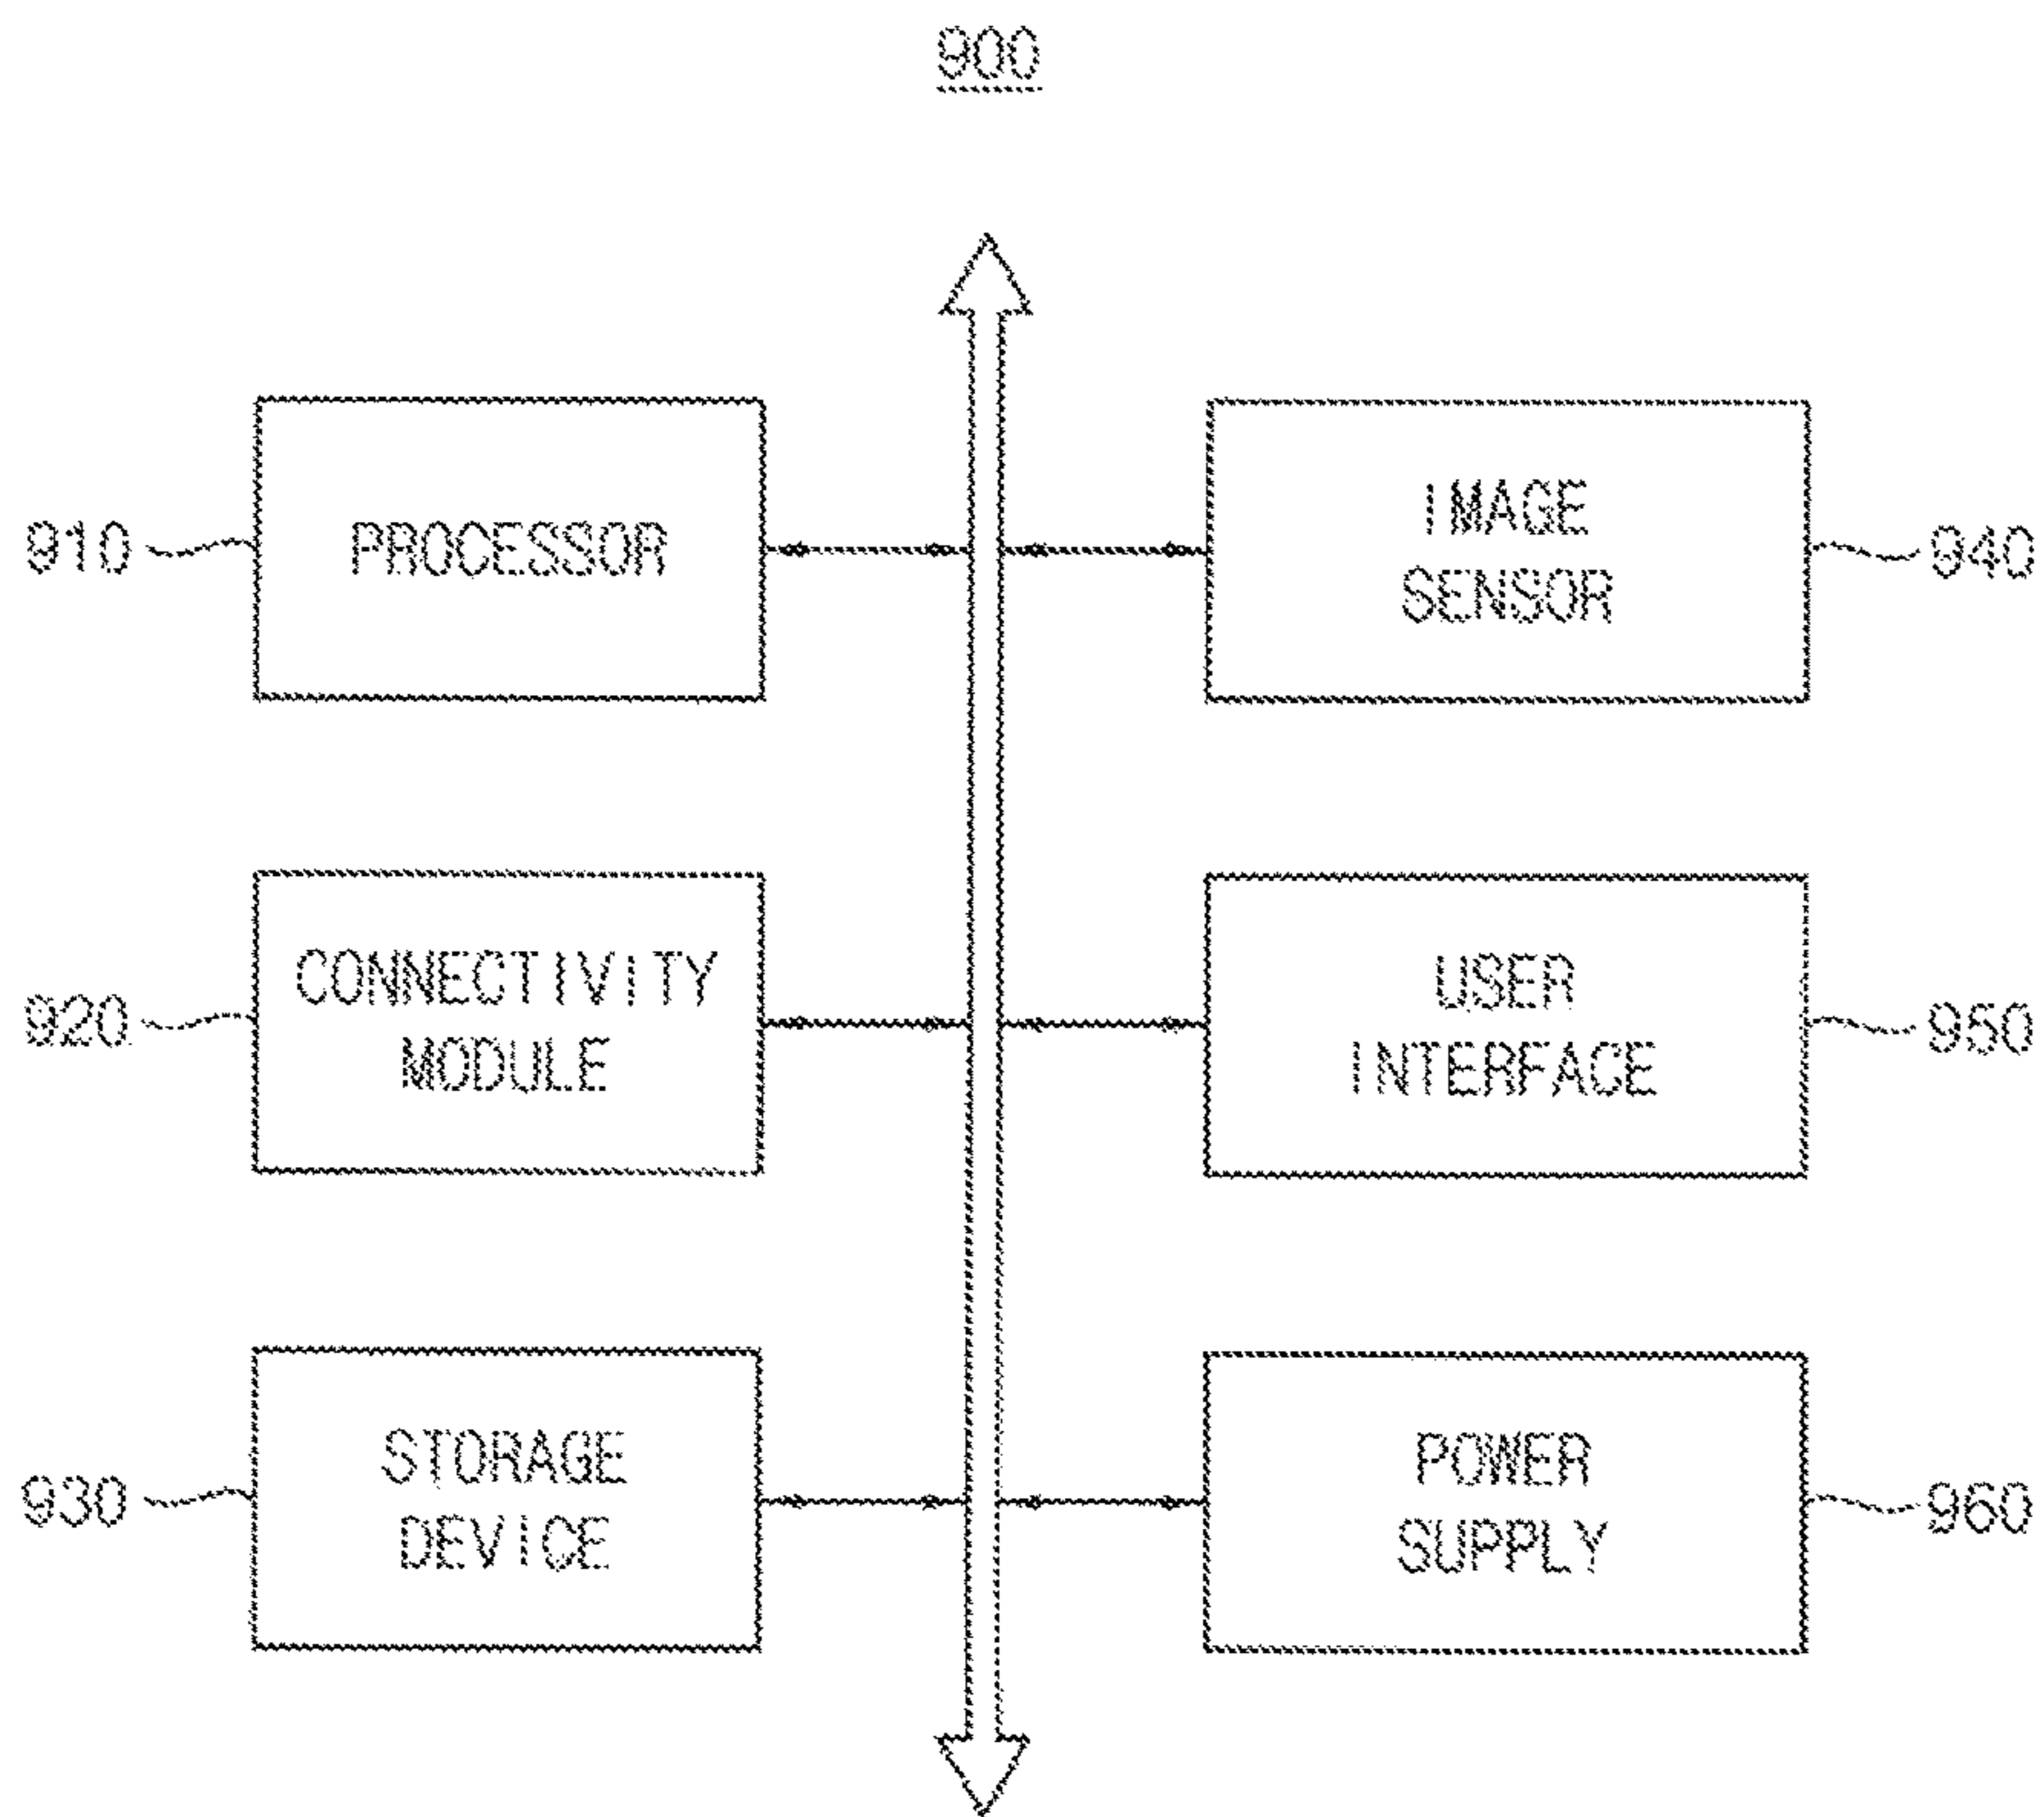 900
910
PROCESSOR
IMAGE
SENSOR
940
920
CONNECTIVITY
MODULE
USER
INTERFACE
950
930
STORAGE
DEVICE
POWER
SUPPLY
960